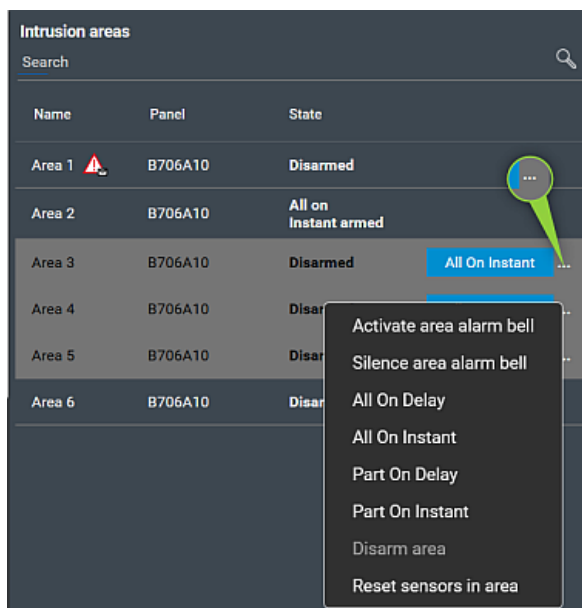 Intrusion areas
Search
Name Panel State
Area 1 B706A10 Disarmed
...
Area 2 B706A10 All on
Instant armed
Area 3 B706A10 Disarmed All On Instant ...
Area 4 B706A10
Area 5 B706A10
Area 6 B706A10
Activate area alarm bell
Silence area alarm bell
All On Delay
All On Instant
Part On Delay
Part On Instant
Disarm area
Reset sensors in area